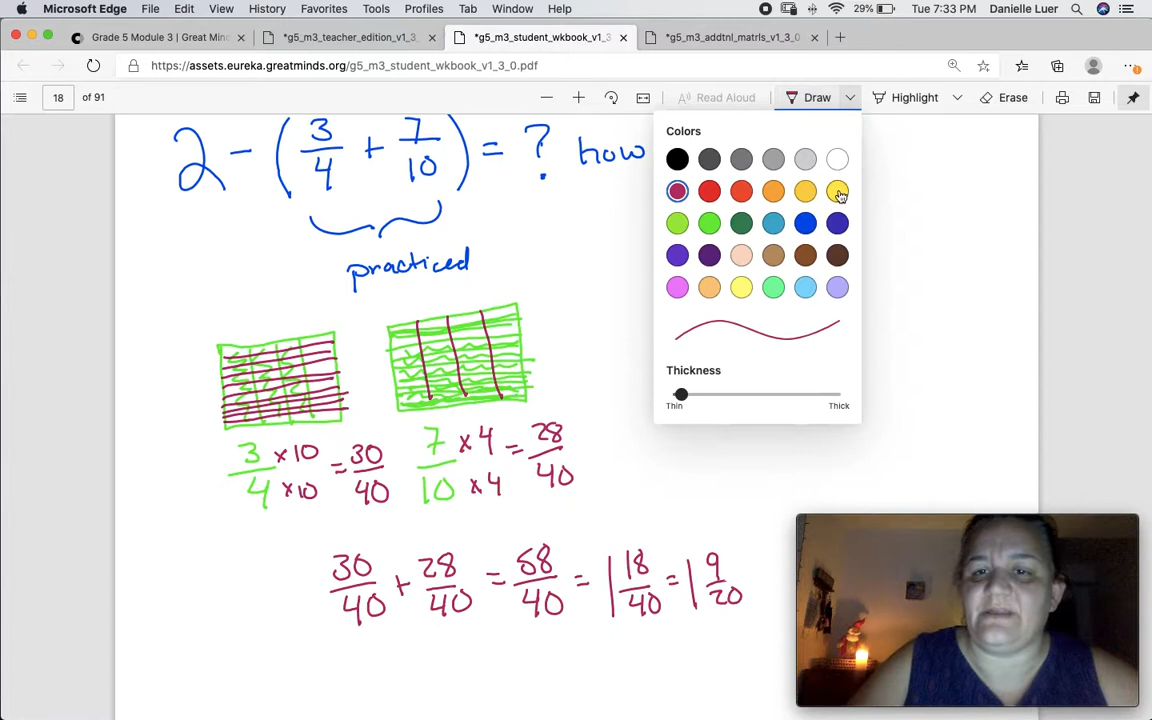 Microsoft Edge File Edit View History Favorites Tools Profiles Tab Window Help 29% Tue 7:33 PM Danielle Luer
Grade 5 Module 3 | Great Min *g5_m3_teacher_edition_v1_3_ *g5_m3_student_wkbook_v1_3 *g5_m3_addtnl_matrls_v1_3_0
https://assets.eureka.greatminds.org/g5_m3_student_wkbook_v1_3_0.pdf
18 of 91 Read Aloud Draw Highlight Erase
Colors
2 - (3/4 + 7/10) = ? how
practiced
Thickness
Thin Thick
3/4 ×10/×10 = 30/40 7/10 ×4/×4 = 28/40
30/40 + 28/40 = 58/40 = 1 18/40 = 1 9/20